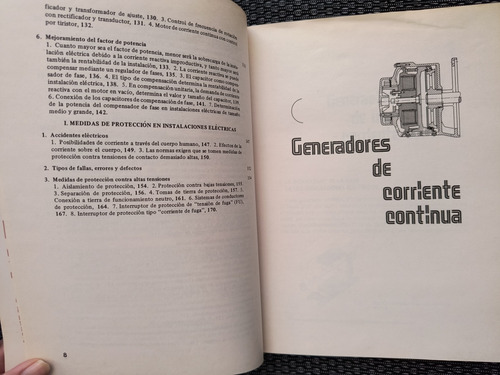 ficador y transformador de ajuste, 130. 3. Control de frecuencia de rotación
con rectificador y transductor, 131. 4. Motor de corriente continua con
por tiristor, 132.
6. Mejoramiento del factor de potencia
1. Cuanto mayor sea el factor de potencia, menor será la sobrecarga de la insta-
lación eléctrica debido a la corriente reactiva improductiva, y tanto mayor será
también la rentabilidad de la instalación, 133. 2. La corriente reactiva se puede
compensar mediante un regulador de fases, 135. 3. El capacitor como
sador de fase, 136. 4. El tipo de compensación determina la rentabilidad de la
instalación eléctrica, 138. 5. En compensación unitaria, la demanda de corriente
reactiva con el motor en vacío, determina el valor y tamaño del capacitor, 139.
6. Conexión de los capacitores de compensación de fase, 141. 7. Determinación
de la potencia del compensador de fase en instalaciones eléctricas de tamaño
medio y grande, 142.
I. MEDIDAS DE PROTECCIÓN EN INSTALACIONES ELÉCTRICAS
1. Accidentes eléctricos
1. Posibilidades de corriente a través del cuerpo humano, 147. 2. Efectos de la
corriente sobre el cuerpo, 149. 3. Las normas exigen que se tomen medidas de
protección contra tensiones de contacto demasiado altas, 150.
2. Tipos de fallas, errores y defectos
3. Medidas de protección contra altas tensiones
1. Aislamiento de protección, 154. 2. Protección contra bajas tensiones, 155.
3. Separación de protección, 156. 4. Tomas de tierra de protección, 157. 5.
Conexión a tierra de funcionamiento neutro, 161. 6. Sistemas de conductores
de protección, 164. 7. Interruptor de protección de "tensión de fuga" (FU),
167. 8. Interruptor de protección tipo "corriente de fuga", 170.
8
Generadores
de
corriente
continua